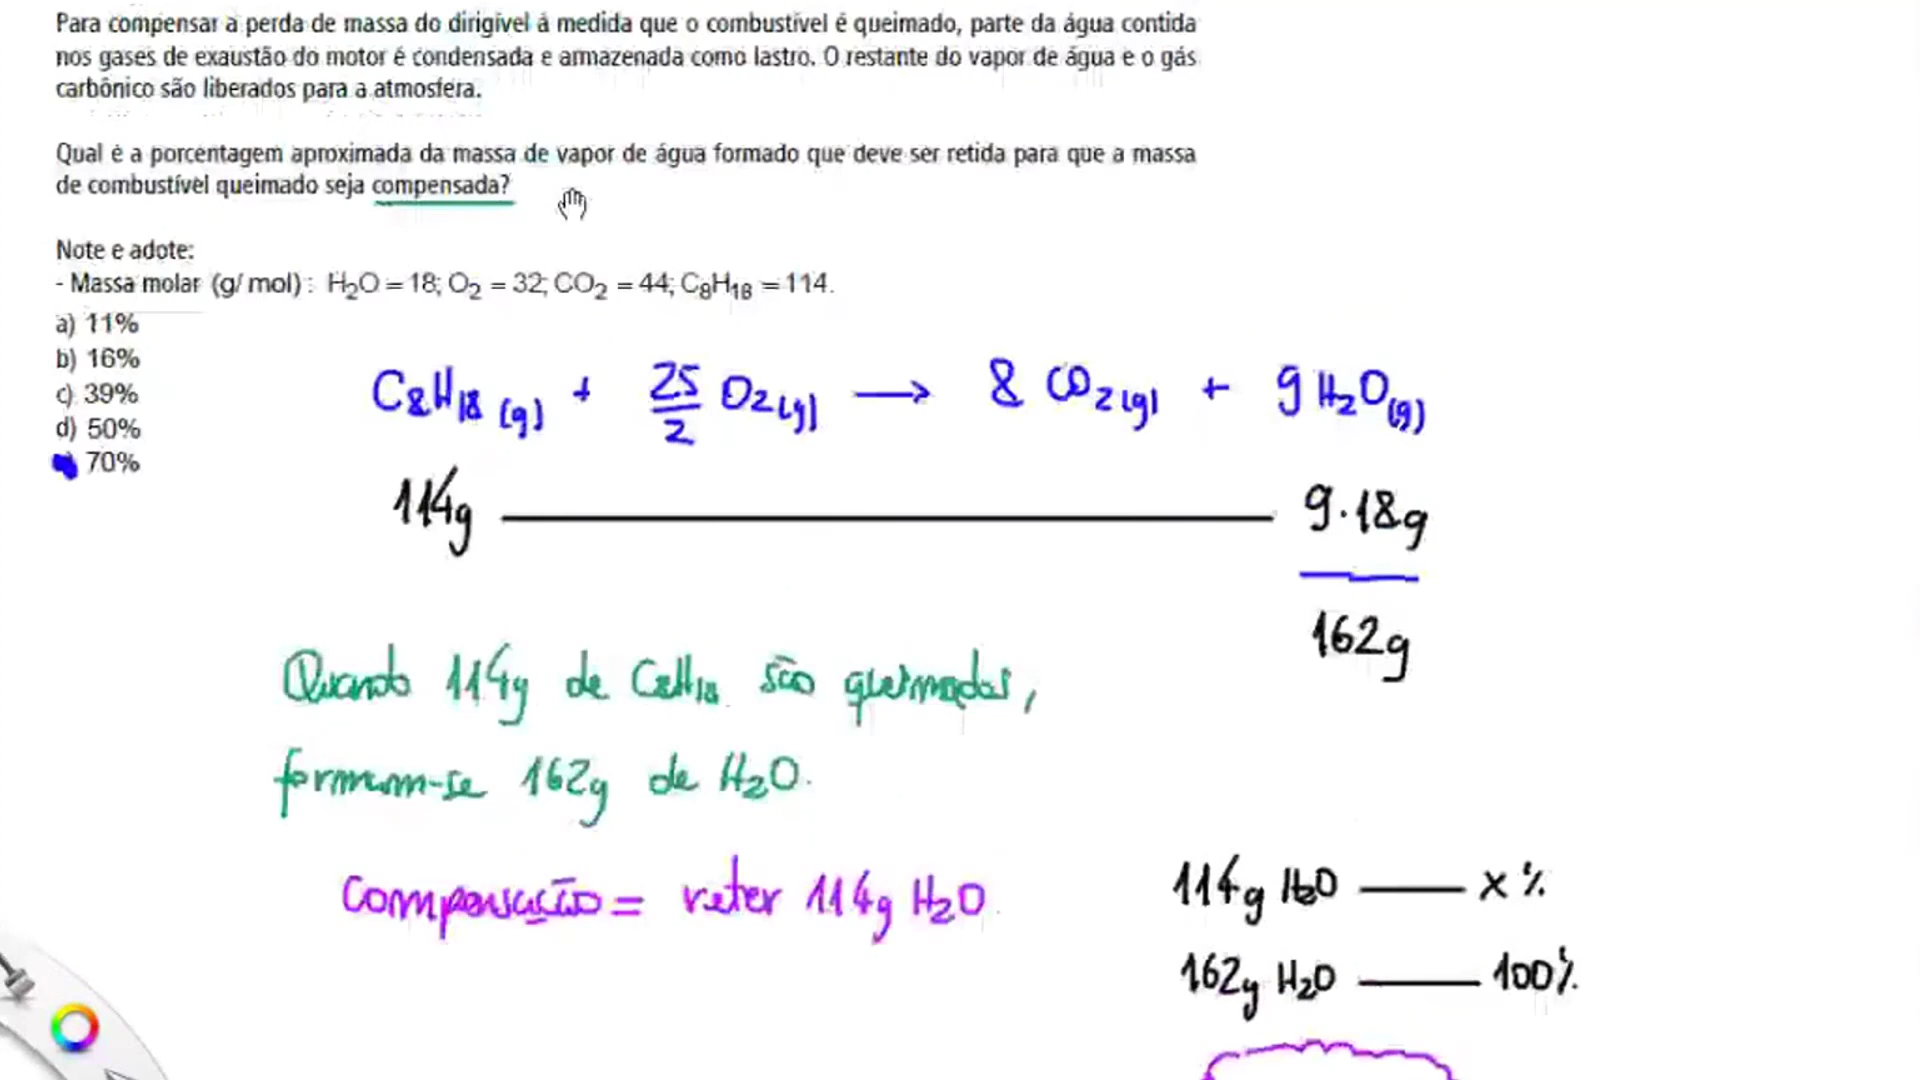 Para compensar a perda de massa do dirigível à medida que o combustível é queimado, parte da água contida
nos gases de exaustão do motor é condensada e armazenada como lastro. O restante do vapor de água e o gás
carbônico são liberados para a atmosfera.
Qual é a porcentagem aproximada da massa de vapor de água formado que deve ser retida para que a massa
de combustível queimado seja compensada?
Note e adote:
- Massa molar (g/mol): H₂O = 18; O₂ = 32; CO₂ = 44; C₈H₁₈ = 114.
a) 11%
b) 16%
c) 39%
d) 50%
70%
C₈H₁₈ (g) + 25/2 O₂(g) → 8 CO₂(g) + 9 H₂O(g)
114g 9.18g
162g
Quando 114g de C₈H₁₈ são queimados,
formam-se 162g de H₂O.
Compensação = reter 114g H₂O.
114g H₂O x %
162g H₂O 100%